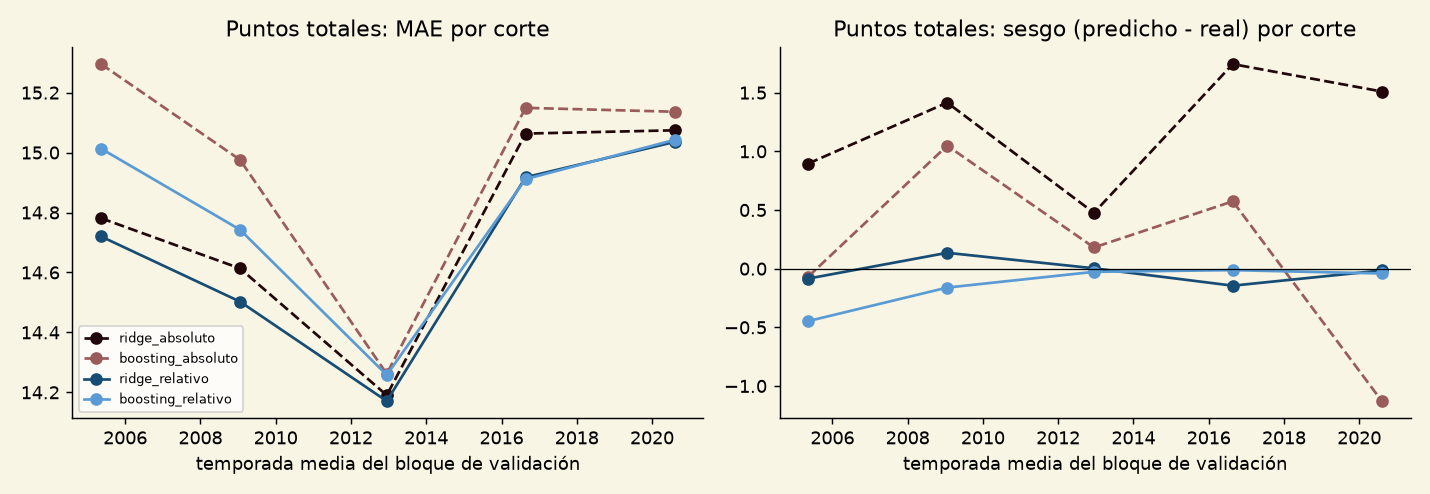 Puntos totales: MAE por corte
15.2
15.0
14.8
14.6
14.4
14.2
ridge_absoluto
boosting_absoluto
ridge_relativo
boosting_relativo
2006 2008 2010 2012 2014 2016 2018 2020
temporada media del bloque de validación
Puntos totales: sesgo (predicho - real) por corte
1.5
1.0
0.5
0.0
−0.5
−1.0
2006 2008 2010 2012 2014 2016 2018 2020
temporada media del bloque de validación